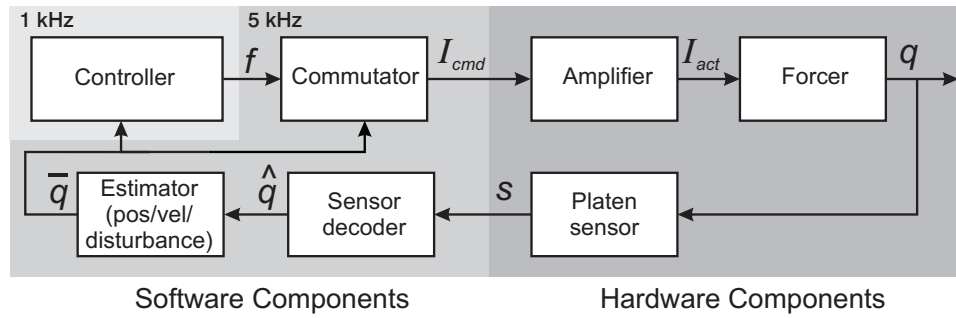 1 kHz
5 kHz
Controller
f
Commutator
I_cmd
Amplifier
I_act
Forcer
q
q̅
Estimator
(pos/vel/
disturbance)
q̂
Sensor
decoder
s
Platen
sensor
Software Components
Hardware Components